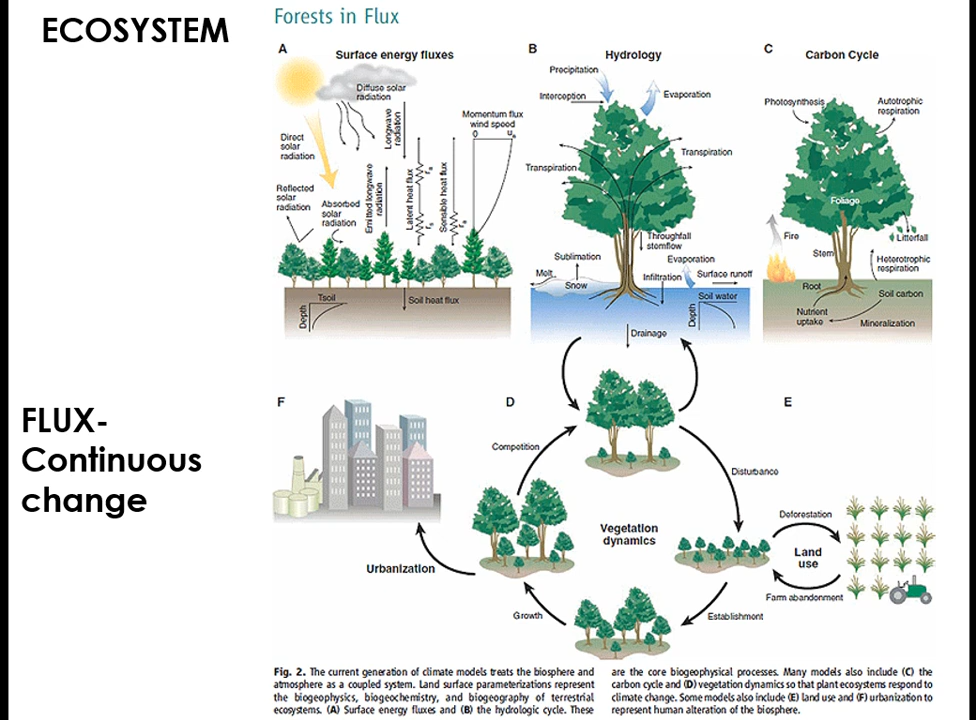 ECOSYSTEM
FLUX-
Continuous
change
Forests in Flux
A
Surface energy fluxes
Diffuse solar
radiation
Direct
solar
radiation
Reflected
solar
radiation
Absorbed
solar
radiation
Emitted longwave
radiation
Longwave
radiation
Latent heat flux
Sensible heat flux
Momentum flux
wind speed
0
Tsoil
Depth
Soil heat flux
B
Hydrology
Precipitation
Interception
Evaporation
Transpiration
Transpiration
Throughfall
stemflow
Sublimation
Evaporation
Melt
Snow
Infiltration
Surface runoff
Soil water
Depth
Drainage
C
Carbon Cycle
Photosynthesis
Autotrophic
respiration
Foliage
Fire
Litterfall
Stem
Heterotrophic
respiration
Root
Soil carbon
Nutrient
uptake
Mineralization
F
Urbanization
D
Competition
Disturbance
Vegetation
dynamics
Growth
Establishment
E
Deforestation
Land
use
Farm abandonment
Fig. 2. The current generation of climate models treats the biosphere and
atmosphere as a coupled system. Land surface parameterizations represent
the biogeophysics, biogeochemistry, and biogeography of terrestrial
ecosystems. (A) Surface energy fluxes and (B) the hydrologic cycle. These
are the core biogeophysical processes. Many models also include (C) the
carbon cycle and (D) vegetation dynamics so that plant ecosystems respond to
climate change. Some models also include (E) land use and (F) urbanization to
represent human alteration of the biosphere.